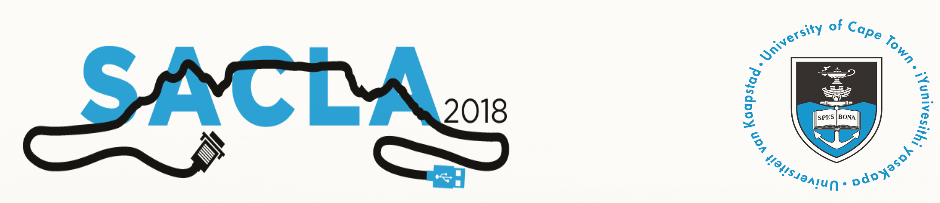 SACLA
2018
University of Cape Town · iYunivesithi yaseKapa · Universiteit van Kaapstad ·
SPES BONA